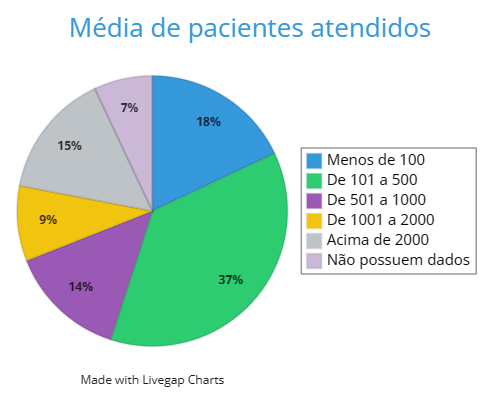 Média de pacientes atendidos
7%
18%
15%
9%
14%
37%
Menos de 100
De 101 a 500
De 501 a 1000
De 1001 a 2000
Acima de 2000
Não possuem dados
Made with Livegap Charts